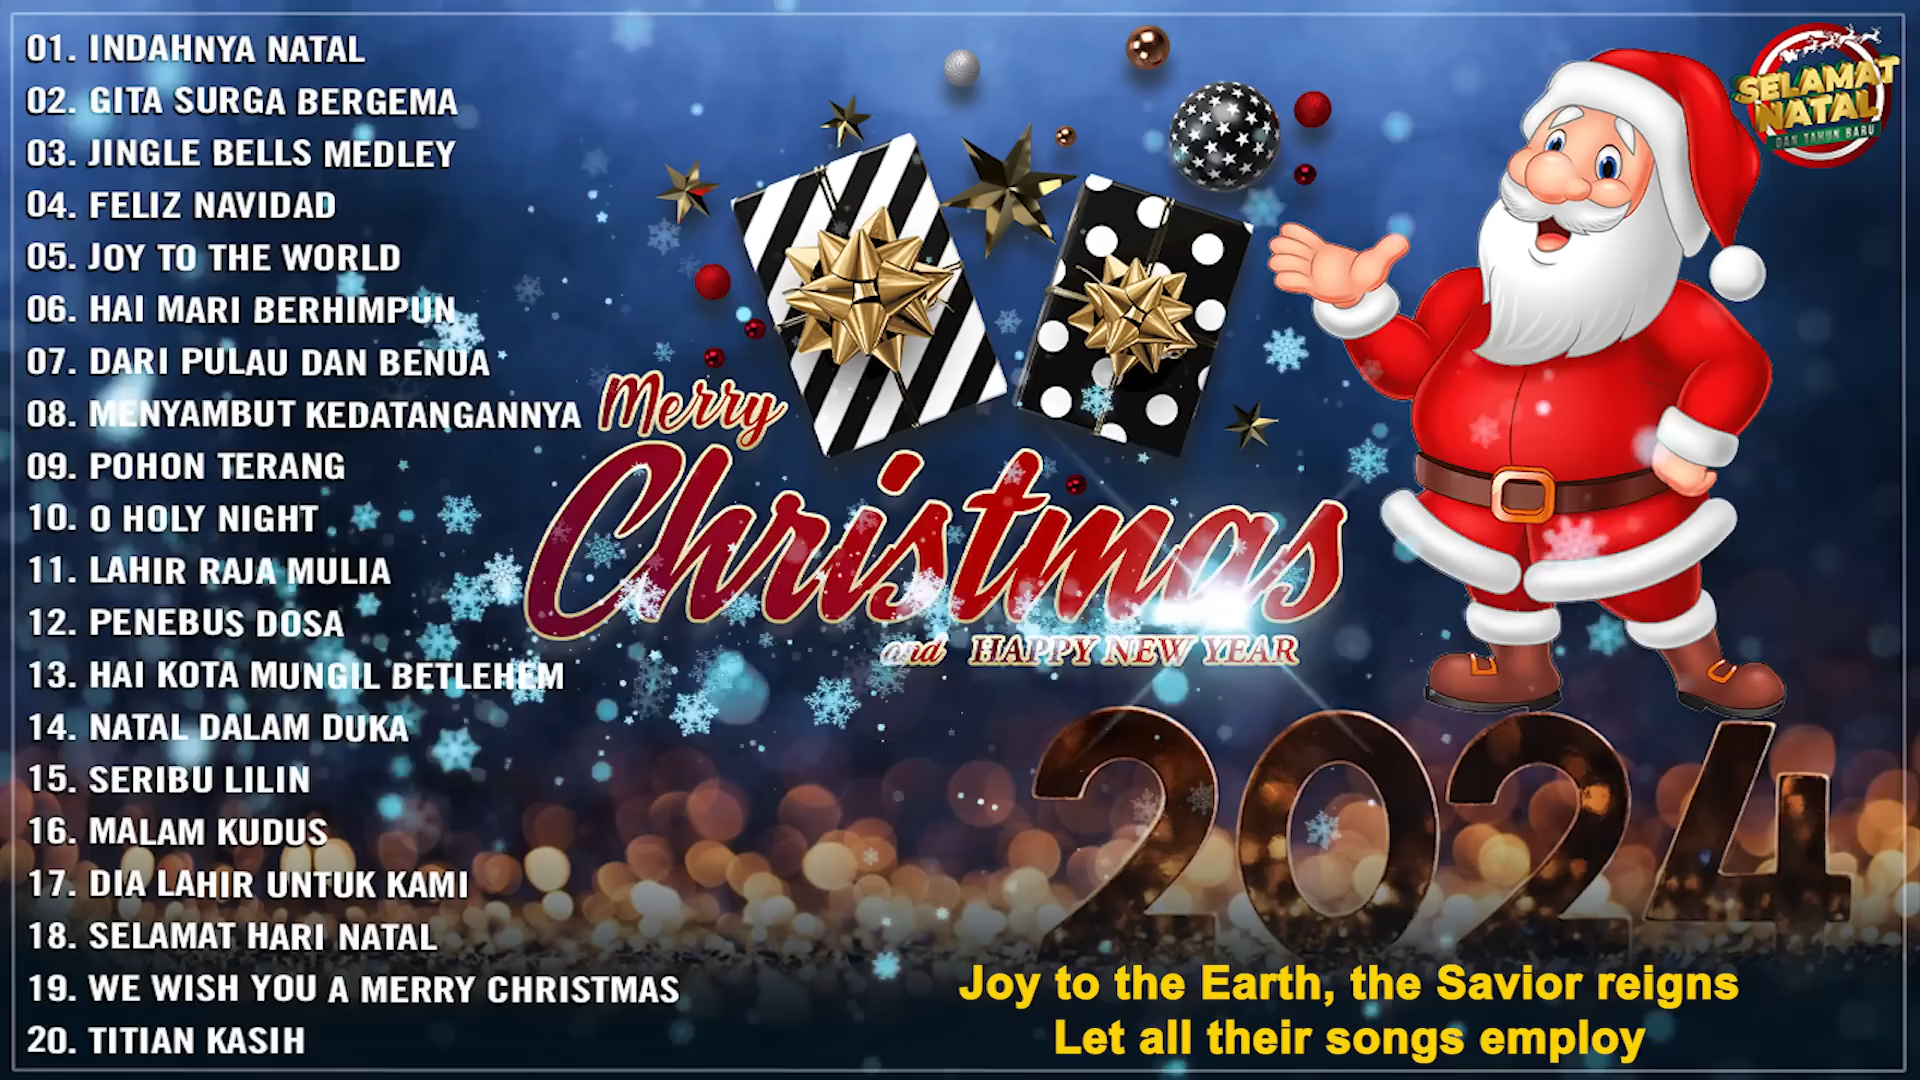 01. INDAHNYA NATAL
02. GITA SURGA BERGEMA
03. JINGLE BELLS MEDLEY
04. FELIZ NAVIDAD
05. JOY TO THE WORLD
06. HAI MARI BERHIMPUN
07. DARI PULAU DAN BENUA
08. MENYAMBUT KEDATANGANNYA
09. POHON TERANG
10. O HOLY NIGHT
11. LAHIR RAJA MULIA
12. PENEBUS DOSA
13. HAI KOTA MUNGIL BETLEHEM
14. NATAL DALAM DUKA
15. SERIBU LILIN
16. MALAM KUDUS
17. DIA LAHIR UNTUK KAMI
18. SELAMAT HARI NATAL
19. WE WISH YOU A MERRY CHRISTMAS
20. TITIAN KASIH
Merry
Christmas
and HAPPY NEW YEAR
2024
SELAMAT
NATAL
DAN TAHUN BARU
Joy to the Earth, the Savior reigns
Let all their songs employ